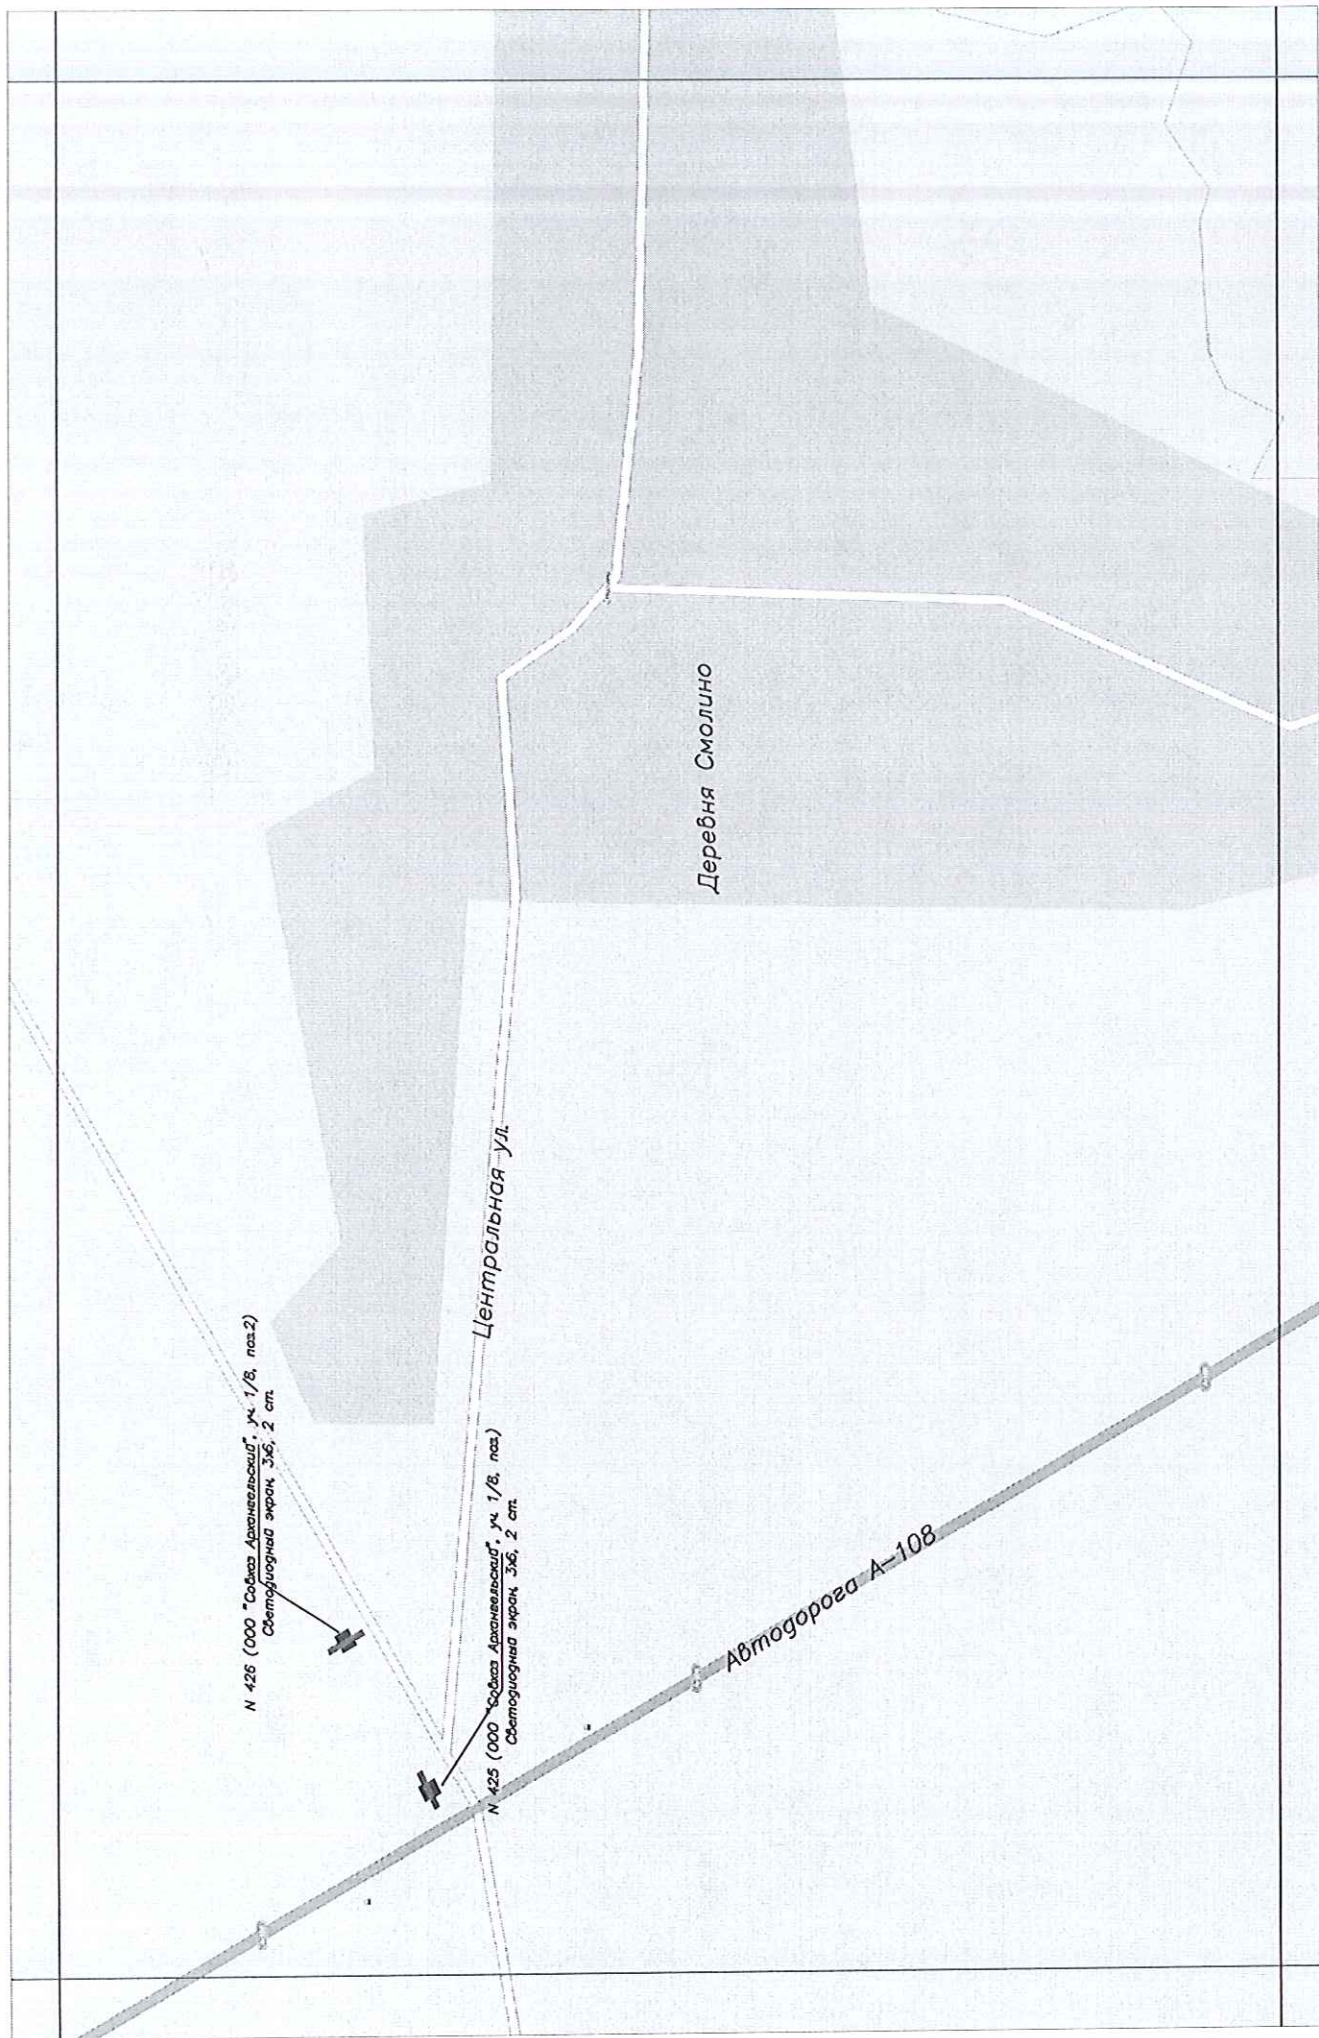 N 426 (ООО "Совхоз Архангельский", уч. 1/8, поз.2)
Светодиодный экран, 3х6, 2 ст.
N 425 (ООО "Совхоз Архангельский", уч. 1/8, поз.)
Светодиодный экран, 3х6, 2 ст.
Центральная ул.
Деревня Смолино
Автодорога А-108